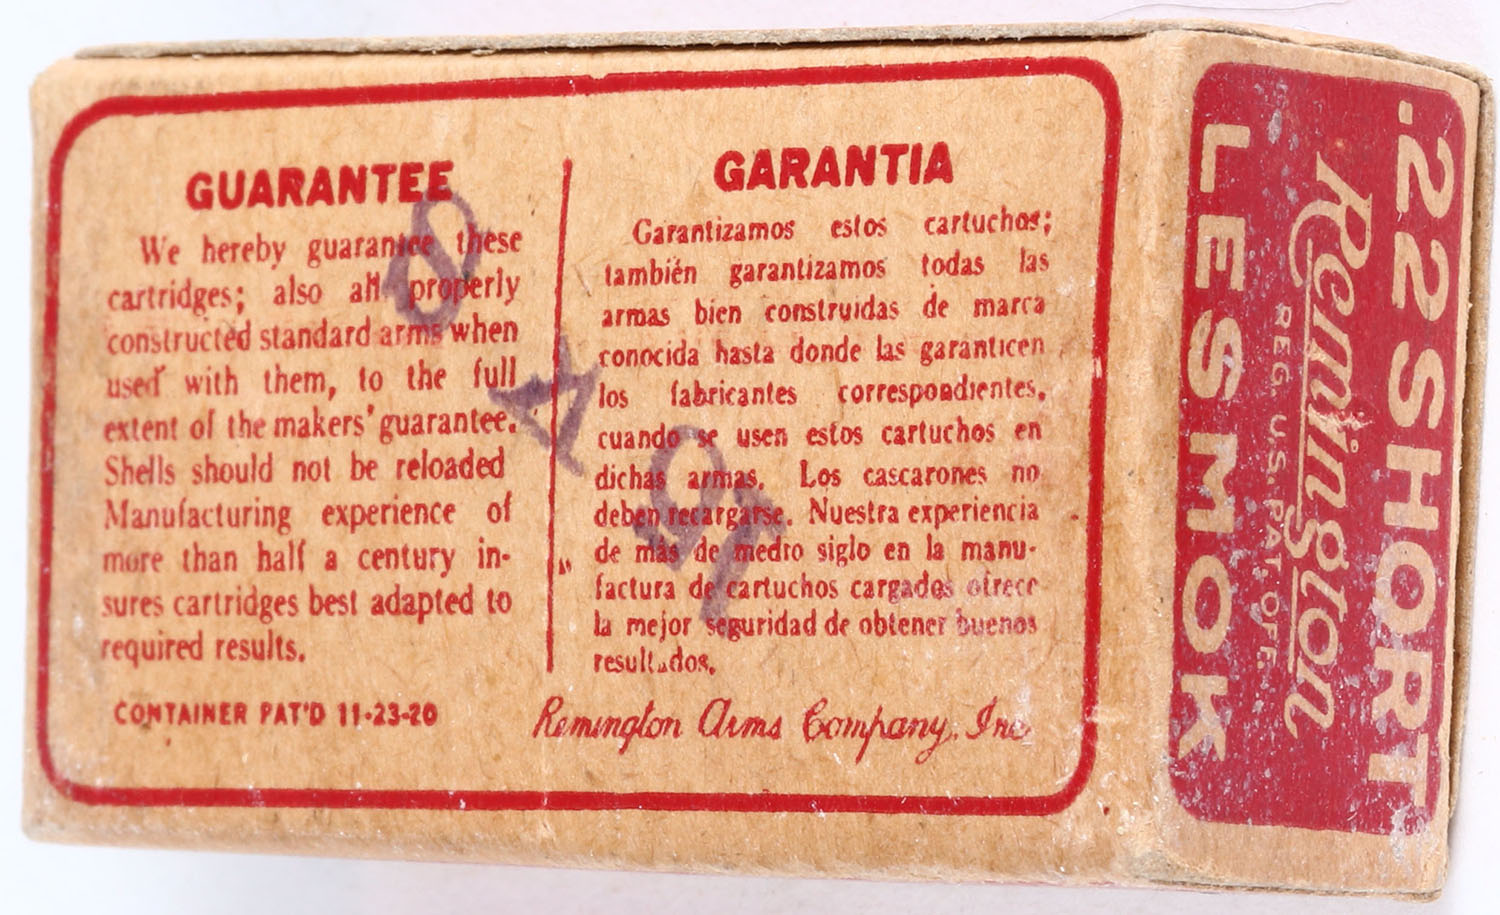 GUARANTEE
We hereby guarantee these
cartridges; also all properly
constructed standard arms when
used with them, to the full
extent of the makers' guarantee.
Shells should not be reloaded
Manufacturing experience of
more than half a century in-
sures cartridges best adapted to
required results.
CONTAINER PAT'D 11-23-20
GARANTIA
Garantizamos estos cartuchos;
también garantizamos todas las
armas bien construidas de marca
conocida hasta donde las garanticen
los fabricantes correspondientes,
cuando se usen estos cartuchos en
dichas armas. Los cascarones no
deben recargarse. Nuestra experiencia
de más de medio siglo en la manu-
factura de cartuchos cargados ofrece
la mejor seguridad de obtener buenos
resultados.
Remington Arms Company, Inc.
.22 SHORT
Remington
REG. U.S. PAT. OFF.
LESMOK